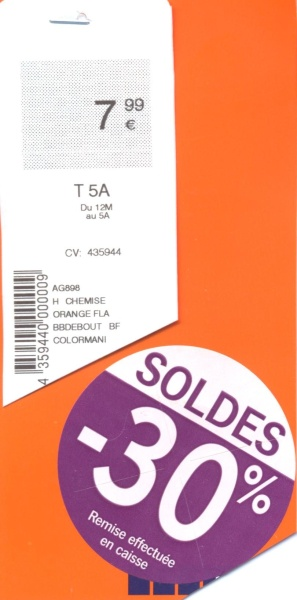 7 99
€
T 5A
Du 12M
au 5A
CV: 435944
AG898
H CHEMISE
ORANGE FLA
BBDEBOUT BF
COLORMANI
4 359440 000009
SOLDES
-30%
Remise effectuée
en caisse